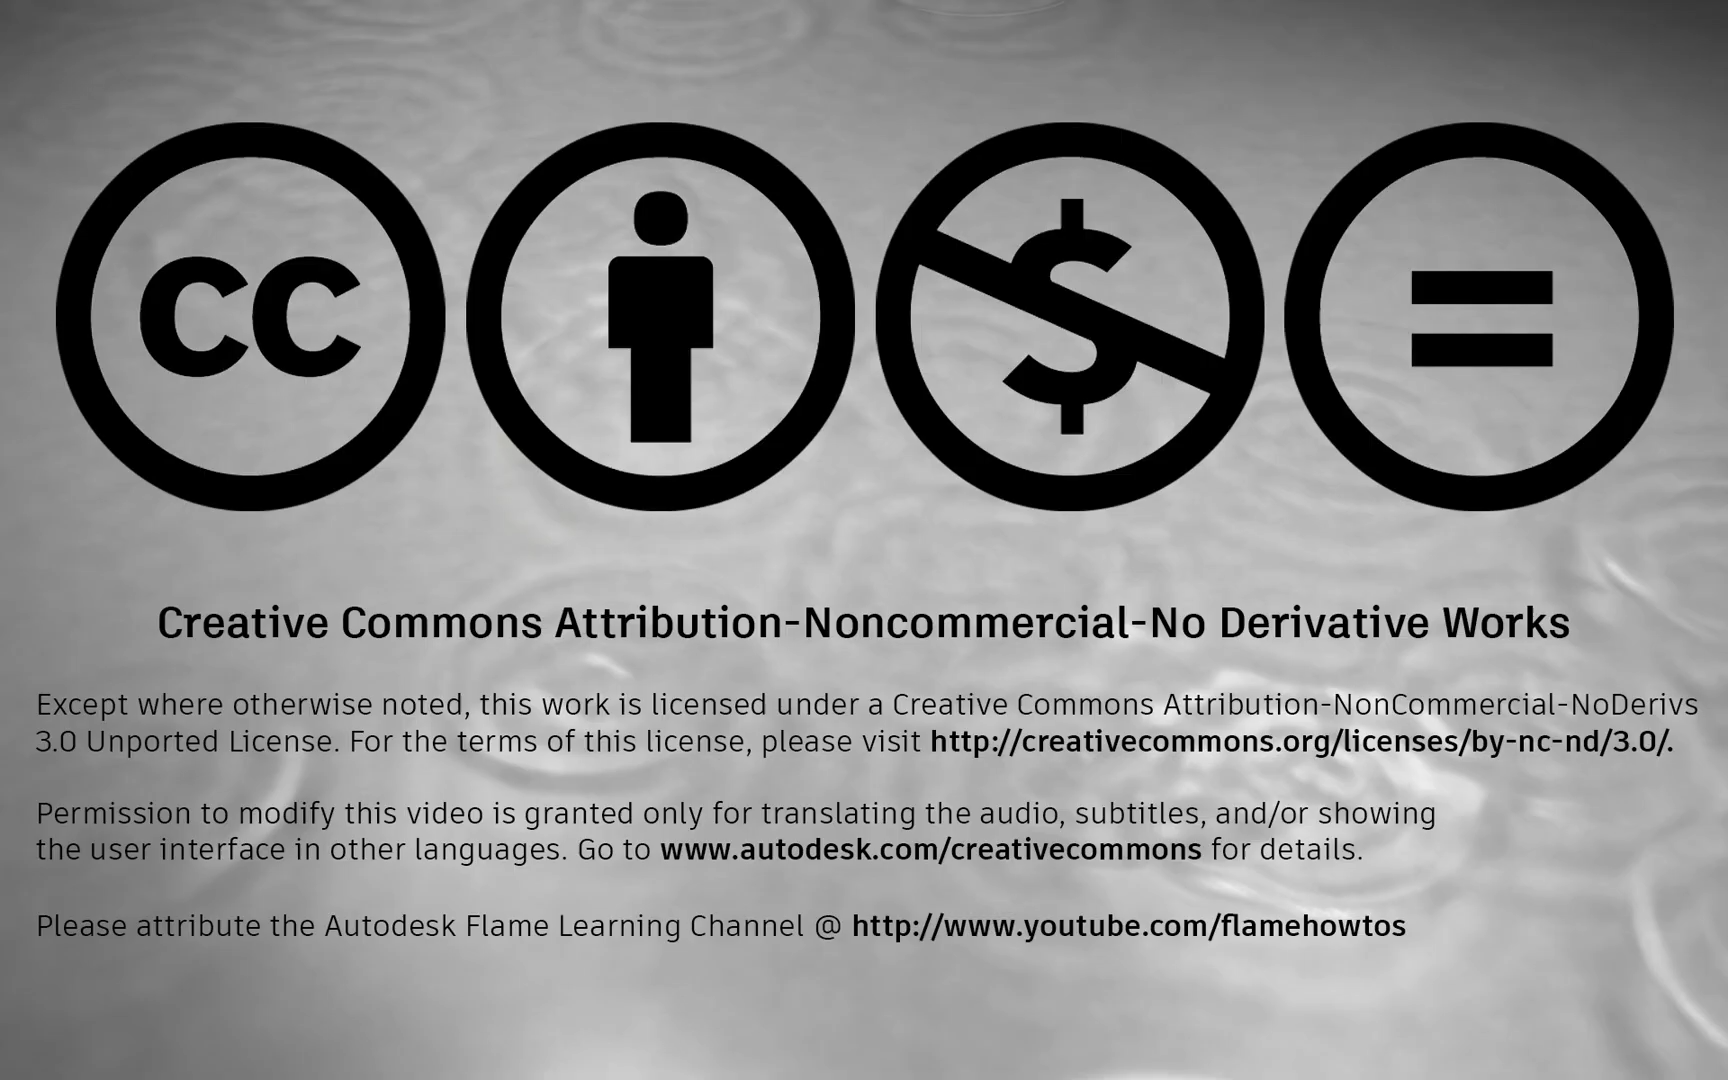 cc
$
=
Creative Commons Attribution-Noncommercial-No Derivative Works
Except where otherwise noted, this work is licensed under a Creative Commons Attribution-NonCommercial-NoDerivs
3.0 Unported License. For the terms of this license, please visit http://creativecommons.org/licenses/by-nc-nd/3.0/.
Permission to modify this video is granted only for translating the audio, subtitles, and/or showing
the user interface in other languages. Go to www.autodesk.com/creativecommons for details.
Please attribute the Autodesk Flame Learning Channel @ http://www.youtube.com/flamehowtos